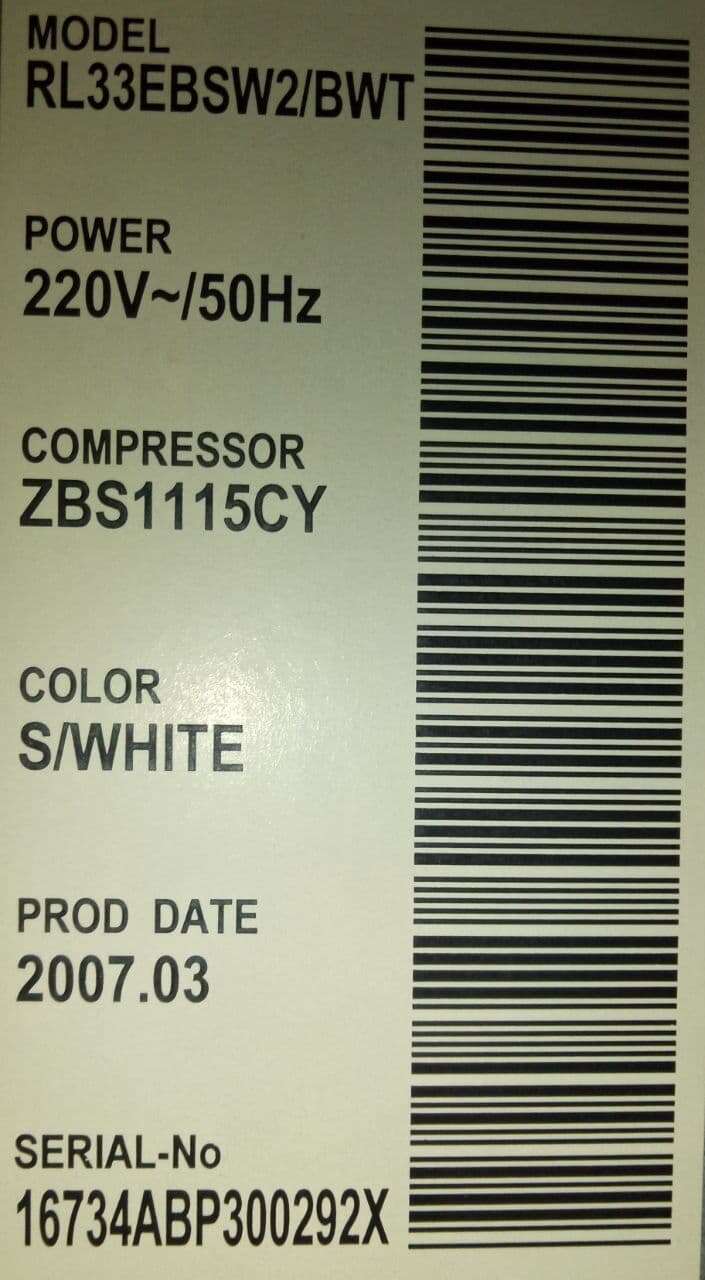 MODEL
RL33EBSW2/BWT
POWER
220V~/50Hz
COMPRESSOR
ZBS1115CY
COLOR
S/WHITE
PROD DATE
2007.03
SERIAL-No
16734ABP300292X